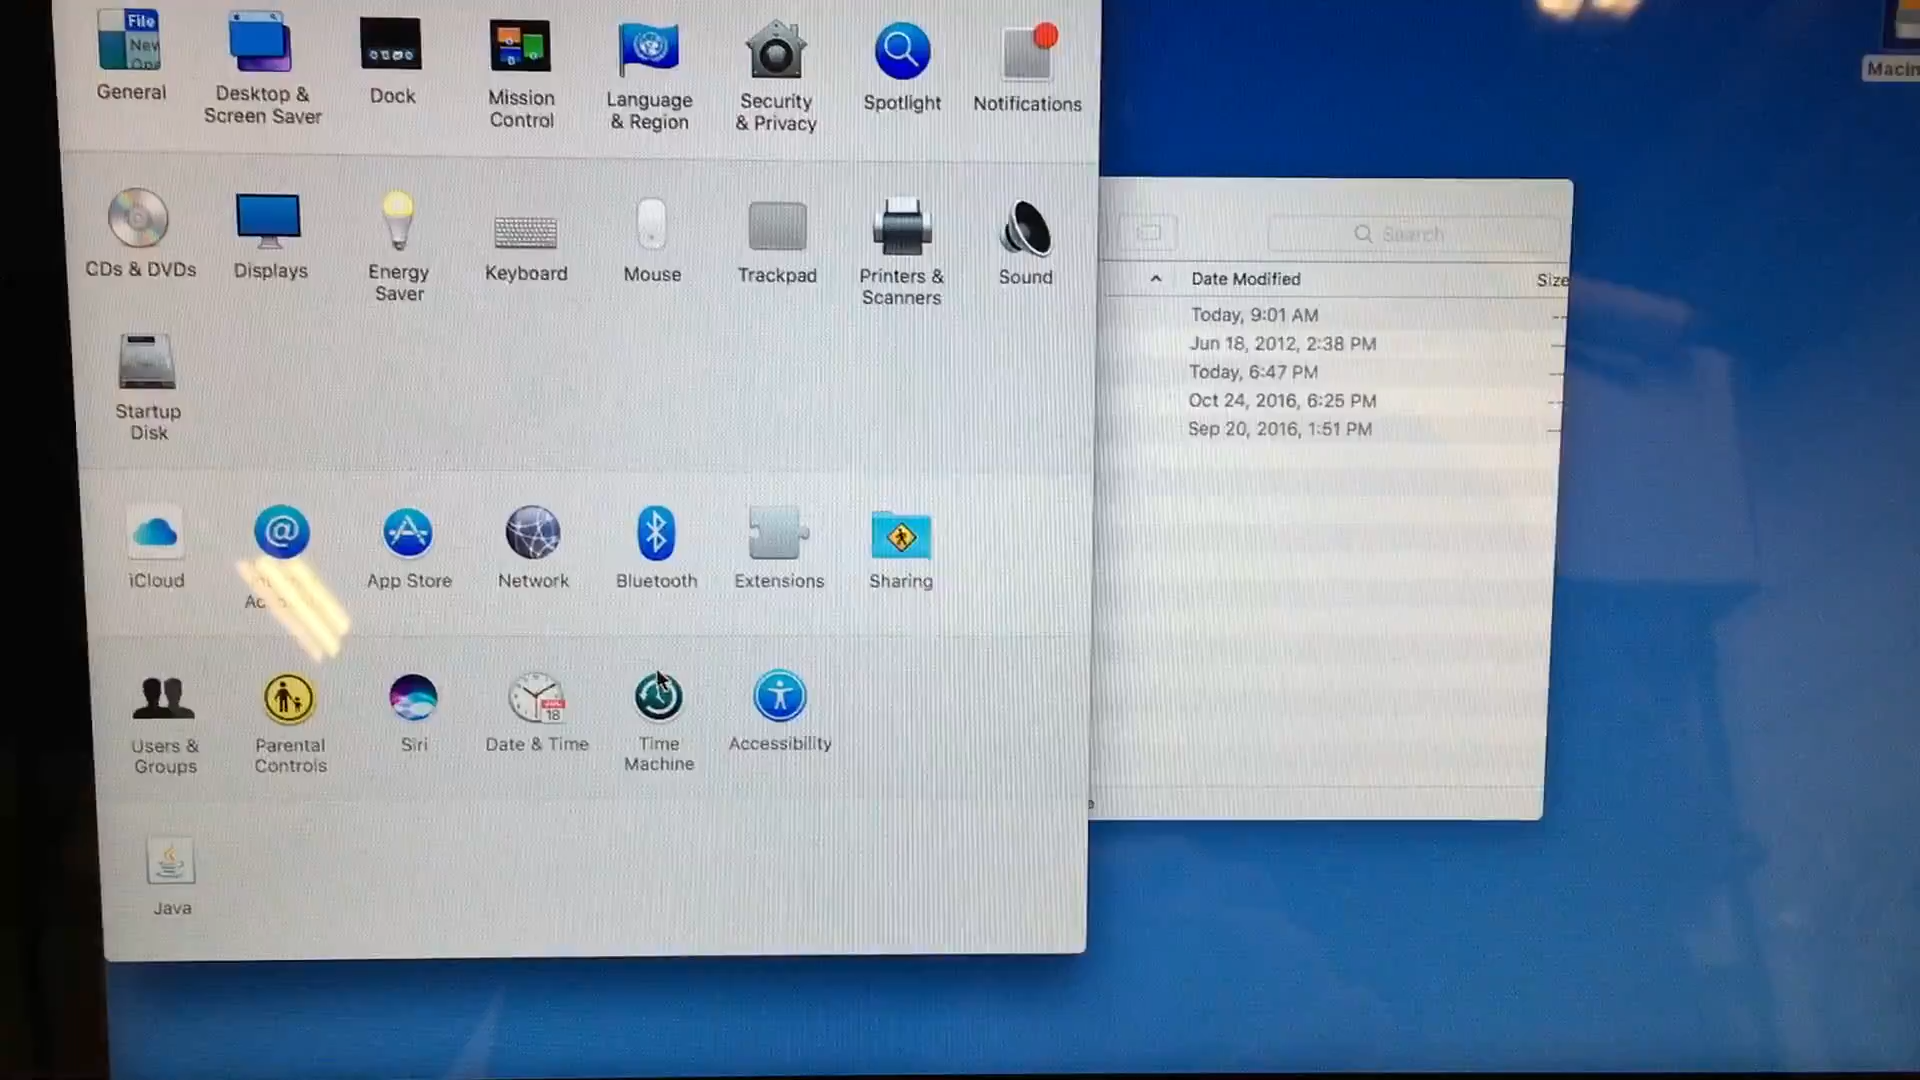 File
New
General
Desktop &
Screen Saver
Dock
Mission
Control
Language
& Region
Security
& Privacy
Spotlight
Notifications
CDs & DVDs
Displays
Energy
Saver
Keyboard
Mouse
Trackpad
Printers &
Scanners
Sound
Startup
Disk
iCloud
@
App Store
Network
Bluetooth
Extensions
Sharing
Users &
Groups
Parental
Controls
Siri
18
Date & Time
Time
Machine
Accessibility
Java
Search
Date Modified
Size
Today, 9:01 AM
--
Jun 18, 2012, 2:38 PM
--
Today, 6:47 PM
--
Oct 24, 2016, 6:25 PM
--
Sep 20, 2016, 1:51 PM
--
Macin